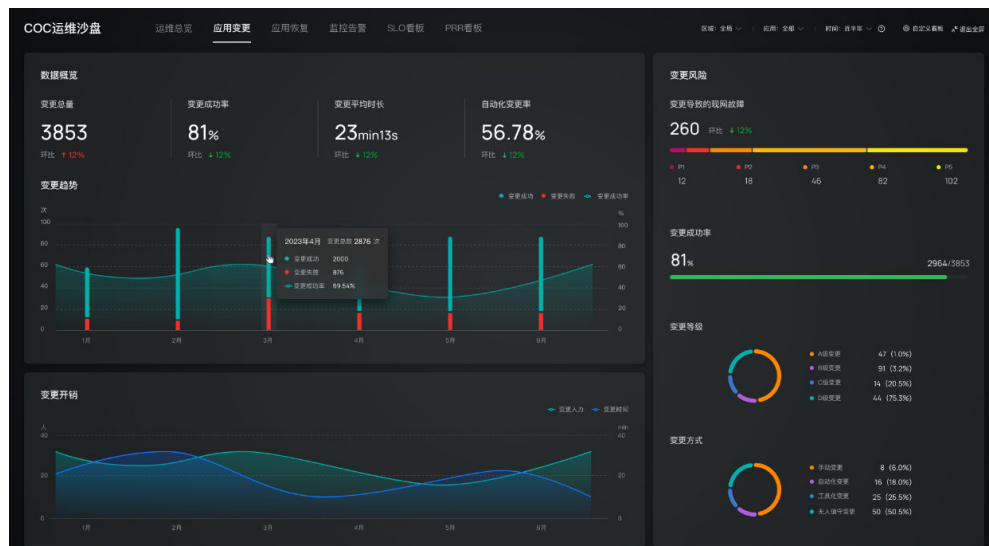 COC运维沙盘 运维总览 应用变更 应用恢复 监控告警 SLO看板 PRR看板 区域: 全局 应用: 全部 时间: 近半年 自定义看板 退出全屏
数据概览
变更总量 变更成功率 变更平均时长 自动化变更率
3853 81% 23min13s 56.78%
环比 ↑12% 环比 ↓12% 环比 ↓12% 环比 ↓12%
变更趋势
变更成功 变更失败 变更成功率
次 %
100 100
80 80
60 60
40 40
20 20
0 0
1月 2月 3月 4月 5月 6月
2023年4月 变更总数 2876 次
变更成功 2000
变更失败 876
变更成功率 69.54%
变更开销
变更人力 变更时间
人 min
40 40
20 20
0 0
1月 2月 3月 4月 5月 6月
变更风险
变更导致的现网故障
260 环比 ↓12%
P1 P2 P3 P4 P5
12 18 46 82 102
变更成功率
81% 2964/3853
变更等级
A级变更 47 (1.0%)
B级变更 91 (3.2%)
C级变更 14 (20.5%)
D级变更 44 (75.3%)
变更方式
手动变更 8 (6.0%)
自动化变更 16 (18.0%)
工具化变更 25 (25.5%)
无人值守变更 50 (50.5%)